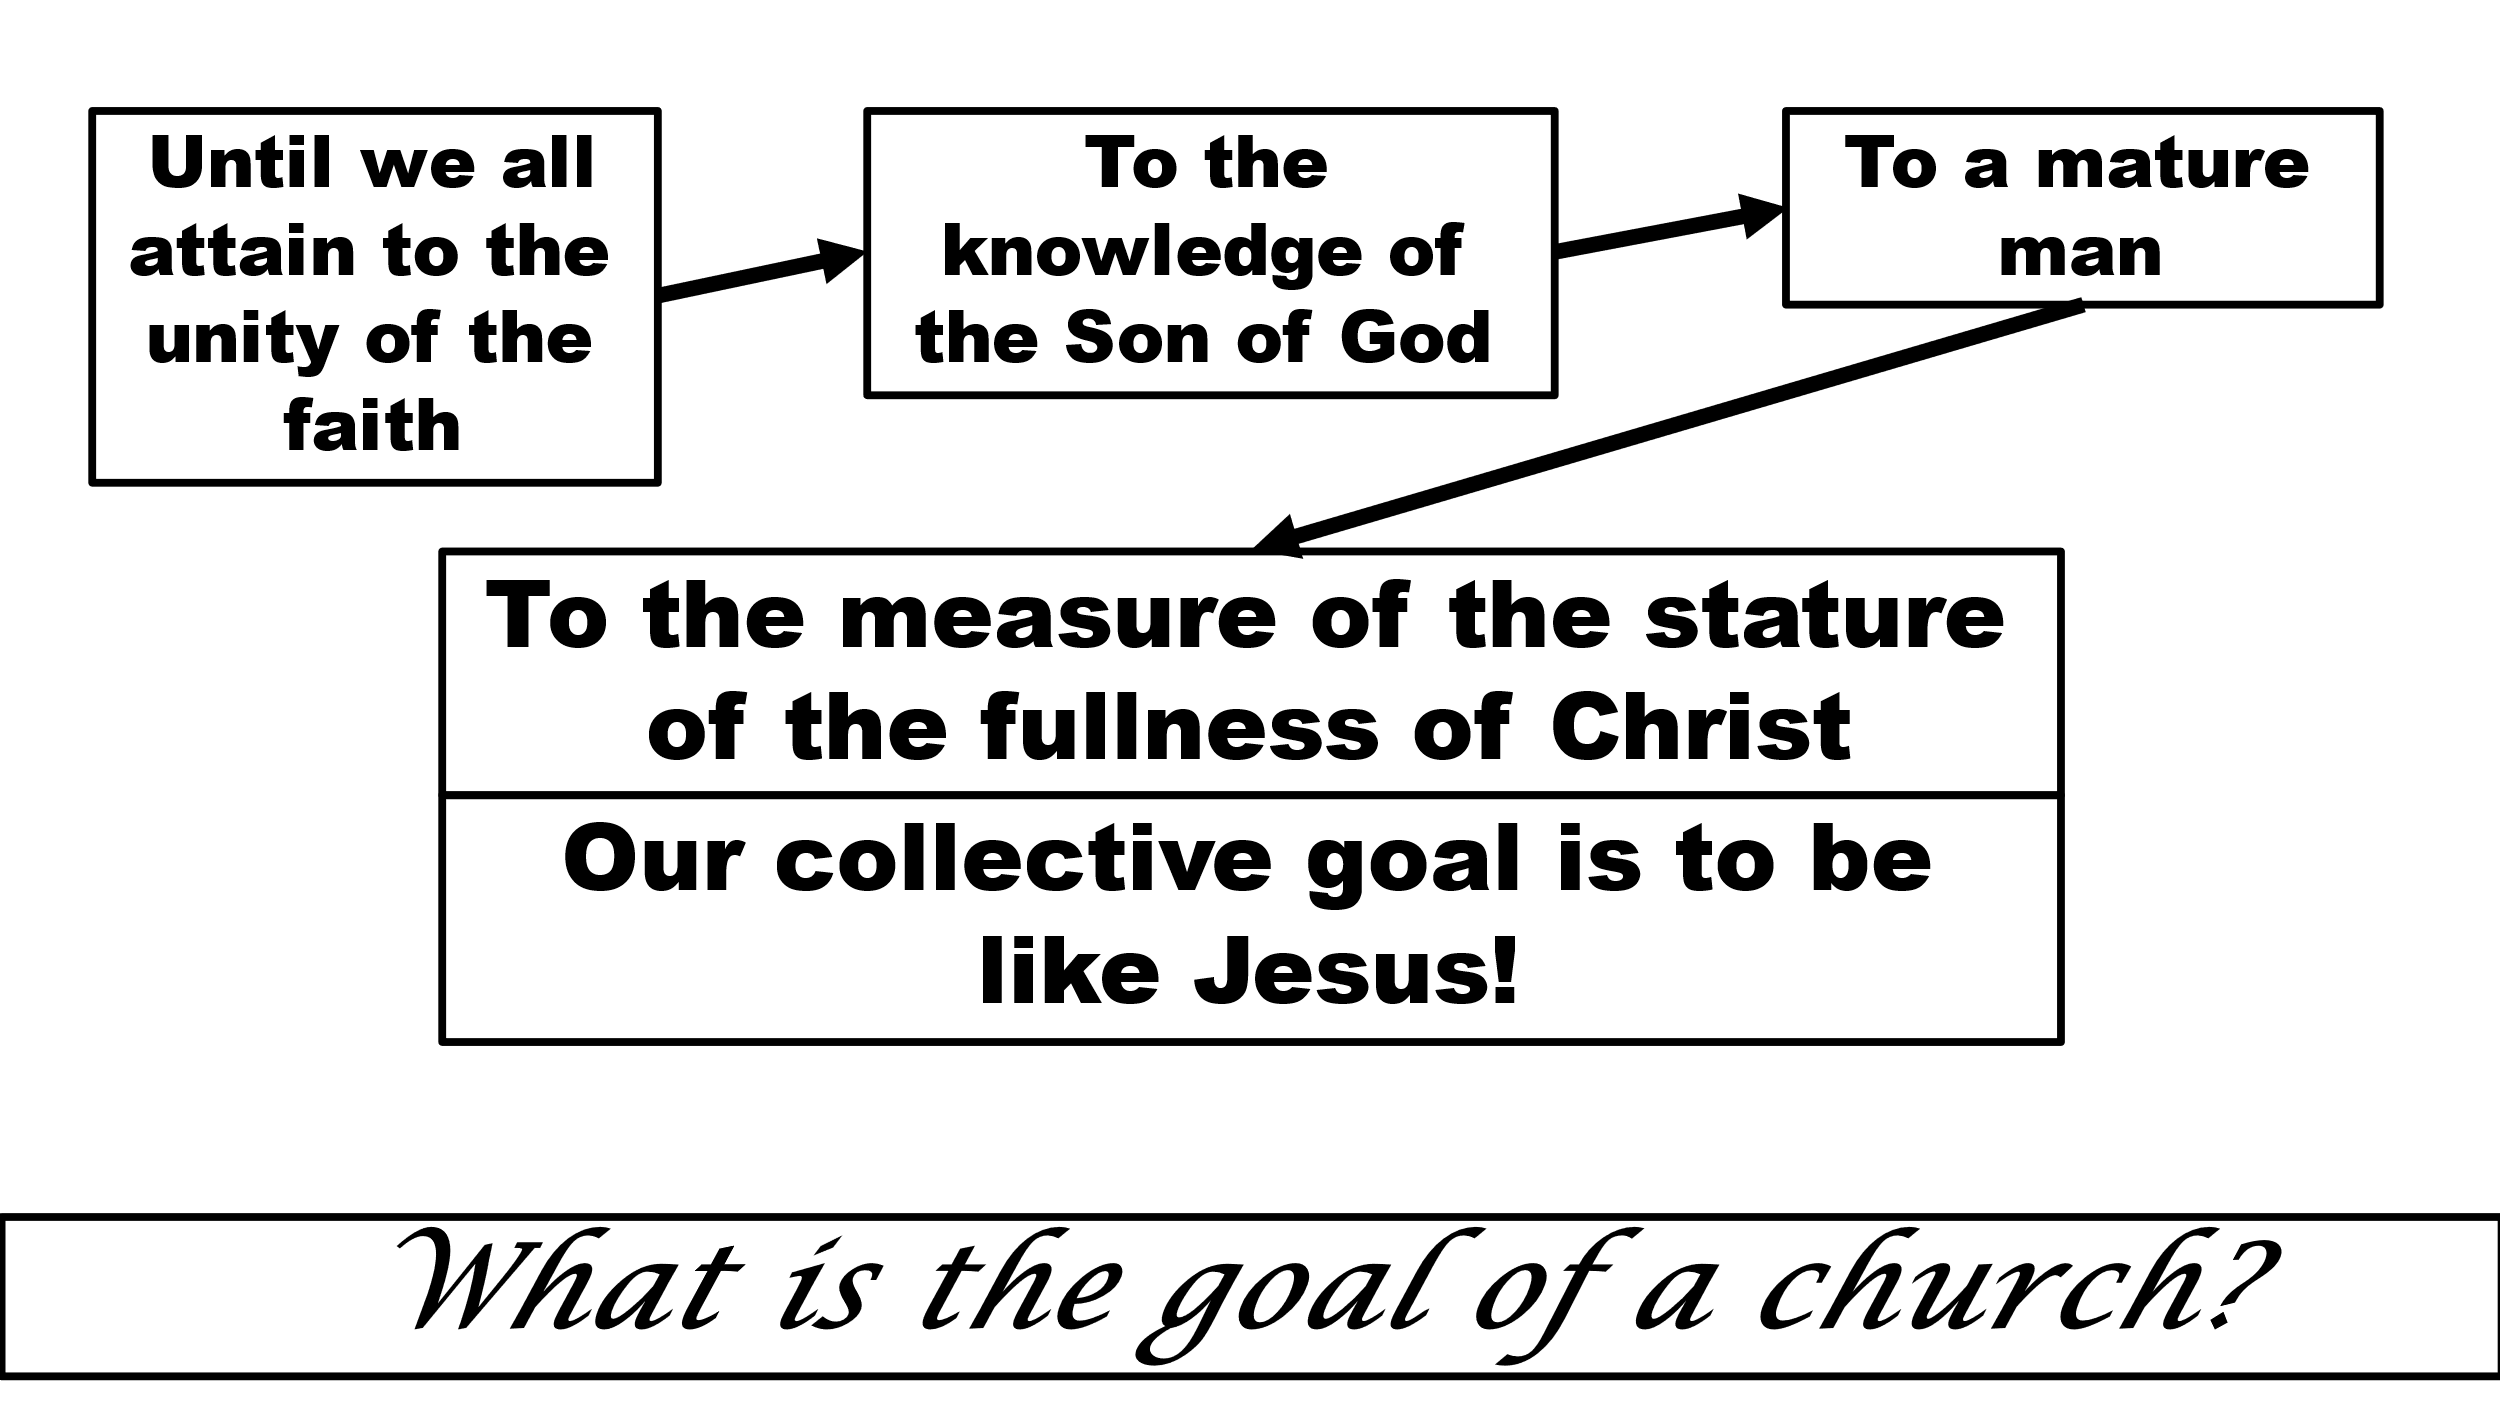 Until we all
attain to the
unity of the
faith
To the
knowledge of
the Son of God
To a mature
man
To the measure of the stature
of the fullness of Christ
Our collective goal is to be
like Jesus!
What is the goal of a church?